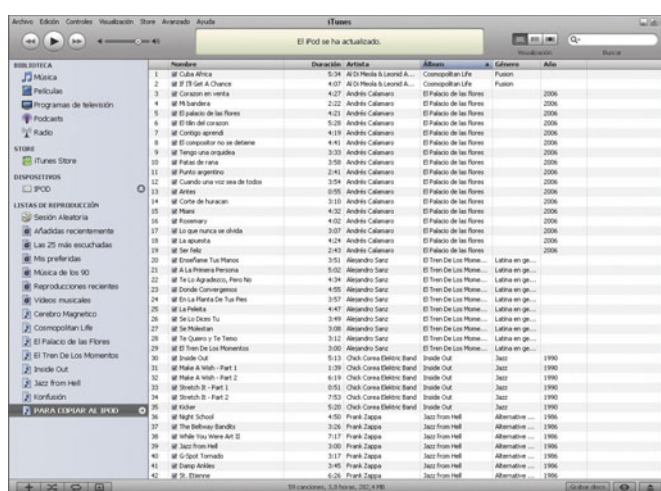 Archivo Edición Controles Visualización Store Avanzado Ayuda
iTunes
El iPod se ha actualizado.
Visualización
Buscar
BIBLIOTECA
Música
Películas
Programas de televisión
Podcasts
Radio
STORE
iTunes Store
DISPOSITIVOS
IPOD
LISTAS DE REPRODUCCIÓN
Sesión Aleatoria
Añadidas recientemente
Las 25 más escuchadas
Mis preferidas
Música de los 90
Reproducciones recientes
Vídeos musicales
Cerebro Magnetico
Cosmopolitan Life
El Palacio de las Flores
El Tren De Los Momentos
Inside Out
Jazz from Hell
Konfusión
PARA COPIAR AL IPOD
Nombre Duración Artista Álbum Género Año
1 Cuba Africa 5:34 Al Di Meola & Leonid A... Cosmopolitan Life Fusion
2 If I'll Get A Chance 4:07 Al Di Meola & Leonid A... Cosmopolitan Life Fusion
3 Corazon en venta 4:27 Andrés Calamaro El Palacio de las Flores 2006
4 Mi bandera 2:22 Andrés Calamaro El Palacio de las Flores 2006
5 El palacio de las flores 4:21 Andrés Calamaro El Palacio de las Flores 2006
6 El tilin del corazon 5:28 Andrés Calamaro El Palacio de las Flores 2006
7 Contigo aprendi 4:19 Andrés Calamaro El Palacio de las Flores 2006
8 El compositor no se detiene 4:41 Andrés Calamaro El Palacio de las Flores 2006
9 Tengo una orquidea 3:33 Andrés Calamaro El Palacio de las Flores 2006
10 Patas de rana 3:58 Andrés Calamaro El Palacio de las Flores 2006
11 Punto argentino 2:41 Andrés Calamaro El Palacio de las Flores 2006
12 Cuando una voz sea de todos 3:54 Andrés Calamaro El Palacio de las Flores 2006
13 Antes 0:55 Andrés Calamaro El Palacio de las Flores 2006
14 Corte de huracan 3:10 Andrés Calamaro El Palacio de las Flores 2006
15 Miami 4:32 Andrés Calamaro El Palacio de las Flores 2006
16 Rosemary 4:02 Andrés Calamaro El Palacio de las Flores 2006
17 Lo que nunca se olvida 3:07 Andrés Calamaro El Palacio de las Flores 2006
18 La apuesta 4:24 Andrés Calamaro El Palacio de las Flores 2006
19 Ser feliz 2:43 Andrés Calamaro El Palacio de las Flores 2006
20 Enseñame Tus Manos 3:51 Alejandro Sanz El Tren De Los Mome... Latina en ge...
21 A La Primera Persona 5:02 Alejandro Sanz El Tren De Los Mome... Latina en ge...
22 Te Lo Agradezco, Pero No 4:34 Alejandro Sanz El Tren De Los Mome... Latina en ge...
23 Donde Convergemos 4:55 Alejandro Sanz El Tren De Los Mome... Latina en ge...
24 En La Planta De Tus Pies 3:57 Alejandro Sanz El Tren De Los Mome... Latina en ge...
25 La Peleita 4:47 Alejandro Sanz El Tren De Los Mome... Latina en ge...
26 Se Lo Dices Tu 3:49 Alejandro Sanz El Tren De Los Mome... Latina en ge...
27 Se Molestan 3:08 Alejandro Sanz El Tren De Los Mome... Latina en ge...
28 Te Quiero y Te Temo 3:12 Alejandro Sanz El Tren De Los Mome... Latina en ge...
29 El Tren De Los Momentos 3:00 Alejandro Sanz El Tren De Los Mome... Latina en ge...
30 Inside Out 5:13 Chick Corea Elektric Band Inside Out Jazz 1990
31 Make A Wish - Part 1 1:39 Chick Corea Elektric Band Inside Out Jazz 1990
32 Make A Wish - Part 2 6:19 Chick Corea Elektric Band Inside Out Jazz 1990
33 Stretch It - Part 1 0:51 Chick Corea Elektric Band Inside Out Jazz 1990
34 Stretch It - Part 2 7:53 Chick Corea Elektric Band Inside Out Jazz 1990
35 Kicker 5:20 Chick Corea Elektric Band Inside Out Jazz 1990
36 Night School 4:50 Frank Zappa Jazz from Hell Alternative ... 1986
37 The Beltway Bandits 3:26 Frank Zappa Jazz from Hell Alternative ... 1986
38 While You Were Art II 7:17 Frank Zappa Jazz from Hell Alternative ... 1986
39 Jazz from Hell 3:00 Frank Zappa Jazz from Hell Alternative ... 1986
40 G-Spot Tornado 3:17 Frank Zappa Jazz from Hell Alternative ... 1986
41 Damp Ankles 3:45 Frank Zappa Jazz from Hell Alternative ... 1986
42 St. Etienne 6:26 Frank Zappa Jazz from Hell Alternative ... 1986
59 canciones, 3,8 horas, 282,4 MB
Grabar disco